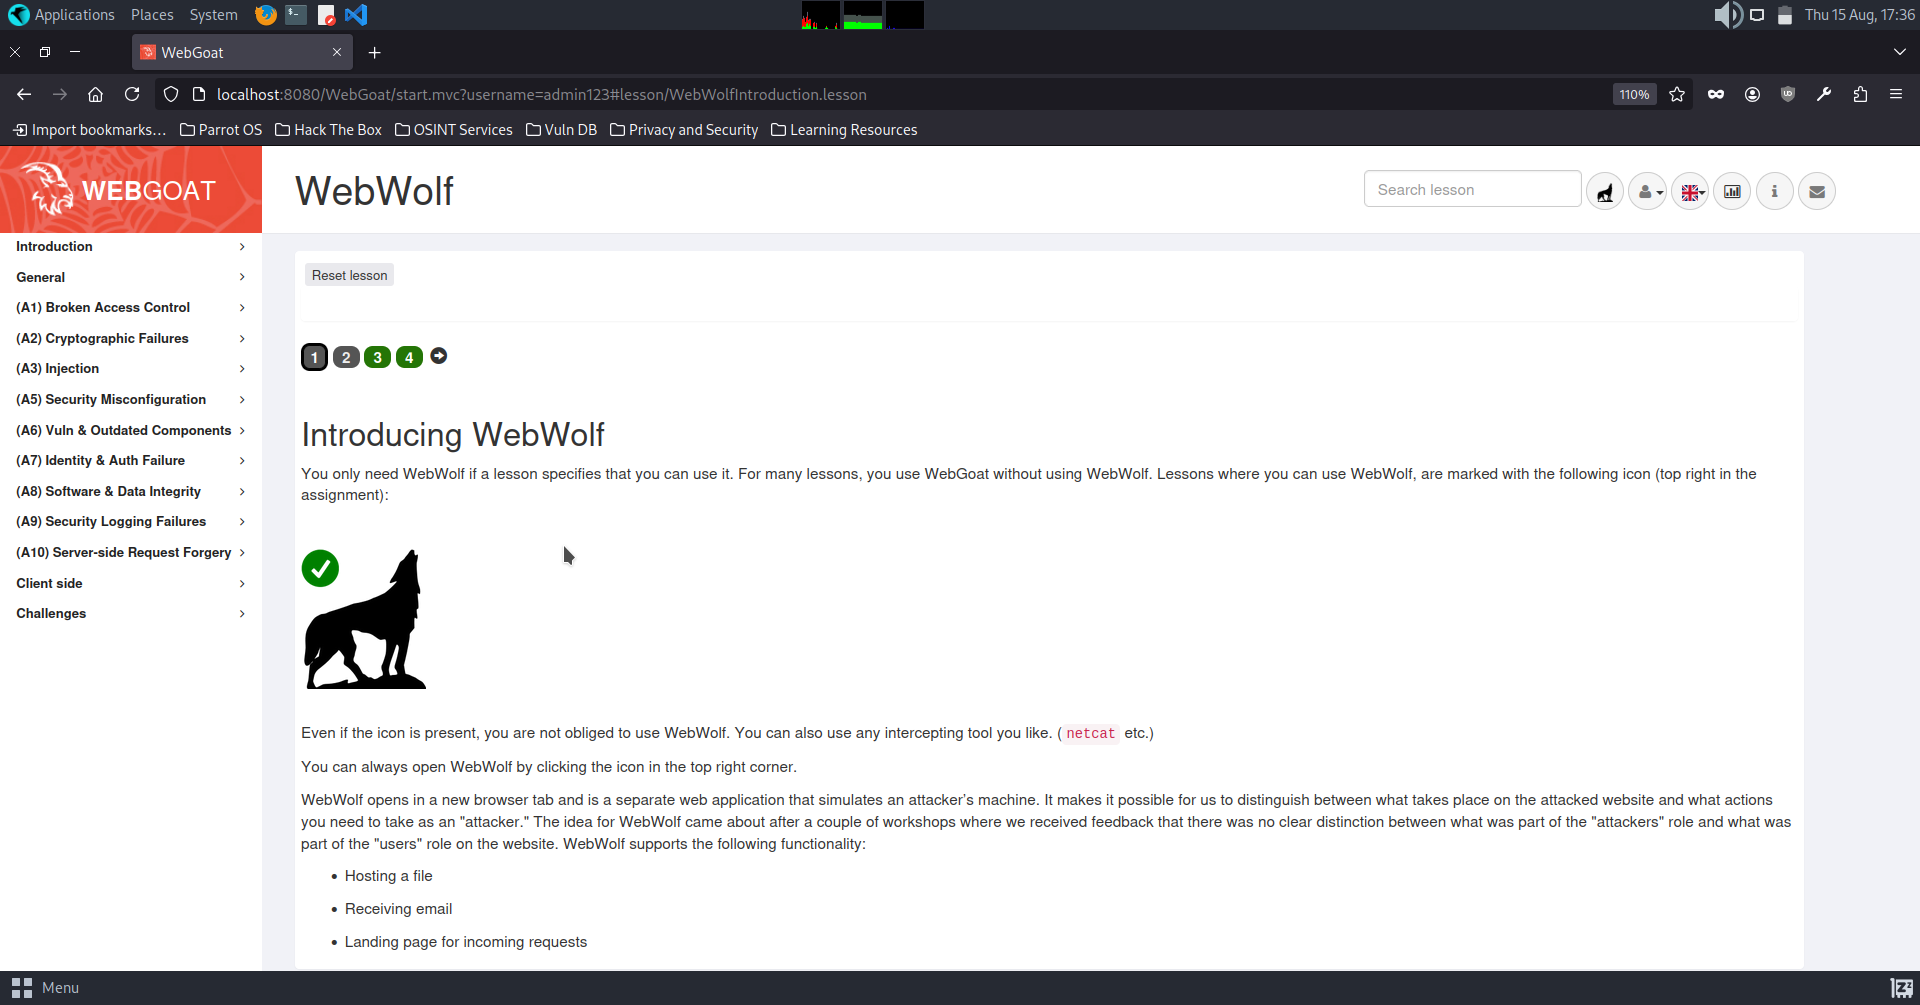 Applications Places System
Thu 15 Aug, 17:36
WebGoat
localhost:8080/WebGoat/start.mvc?username=admin123#lesson/WebWolfIntroduction.lesson
110%
Import bookmarks... Parrot OS Hack The Box OSINT Services Vuln DB Privacy and Security Learning Resources
WEBGOAT
WebWolf
Search lesson
Introduction
General
(A1) Broken Access Control
(A2) Cryptographic Failures
(A3) Injection
(A5) Security Misconfiguration
(A6) Vuln & Outdated Components
(A7) Identity & Auth Failure
(A8) Software & Data Integrity
(A9) Security Logging Failures
(A10) Server-side Request Forgery
Client side
Challenges
Reset lesson
1 2 3 4
Introducing WebWolf
You only need WebWolf if a lesson specifies that you can use it. For many lessons, you use WebGoat without using WebWolf. Lessons where you can use WebWolf, are marked with the following icon (top right in the
assignment):
Even if the icon is present, you are not obliged to use WebWolf. You can also use any intercepting tool you like. ( netcat etc.)
You can always open WebWolf by clicking the icon in the top right corner.
WebWolf opens in a new browser tab and is a separate web application that simulates an attacker's machine. It makes it possible for us to distinguish between what takes place on the attacked website and what actions
you need to take as an "attacker." The idea for WebWolf came about after a couple of workshops where we received feedback that there was no clear distinction between what was part of the "attackers" role and what was
part of the "users" role on the website. WebWolf supports the following functionality:
• Hosting a file
• Receiving email
• Landing page for incoming requests
Menu